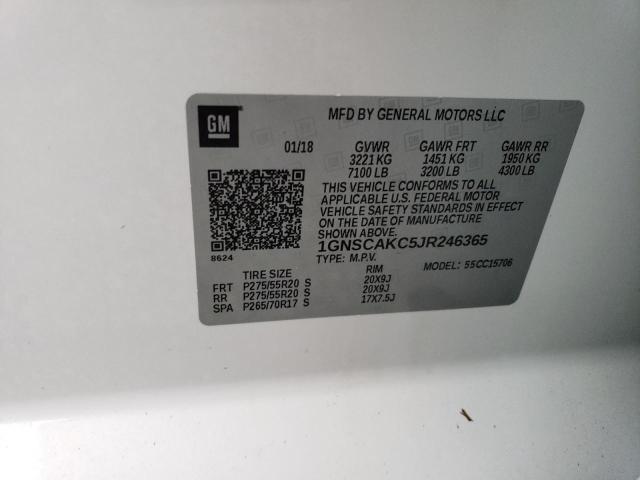 GM
MFD BY GENERAL MOTORS LLC
01/18 GVWR GAWR FRT GAWR RR
3221 KG 1451 KG 1950 KG
7100 LB 3200 LB 4300 LB
THIS VEHICLE CONFORMS TO ALL
APPLICABLE U.S. FEDERAL MOTOR
VEHICLE SAFETY STANDARDS IN EFFECT
ON THE DATE OF MANUFACTURE
1GNSCAKC5JR246365
8624
TYPE: M.P.V. MODEL: 55CC15706
TIRE SIZE RIM
FRT P275/55R20 S 20X9J
RR P275/55R20 S 20X9J
SPA P265/70R17 S 17X7.5J